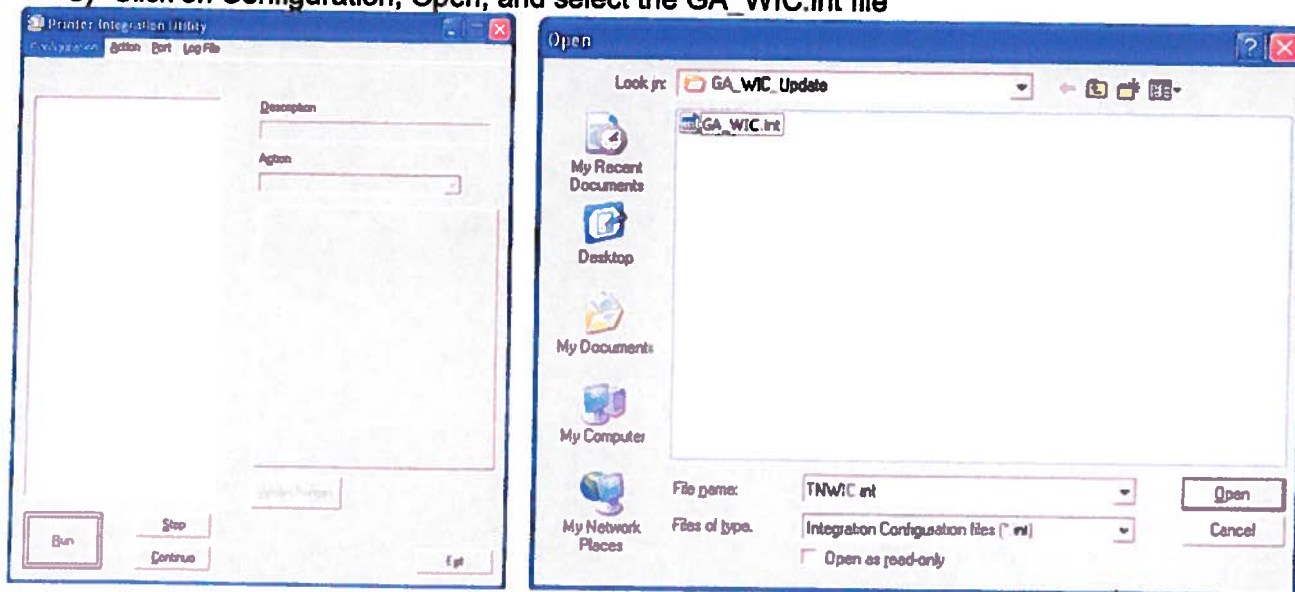 Click on Configuration, Open, and select the GA_WIC.int file
Printer Integration Utility
Configuration Action Port Log File
Description
Action
Run
Stop
Continue
Exit
Open
Look in:
GA_WIC_Update
GA_WIC.int
My Recent
Documents
Desktop
My Documents
My Computer
My Network
Places
File name:
TNWIC.int
Open
Files of type:
Integration Configuration files (*.int)
Cancel
Open as read-only